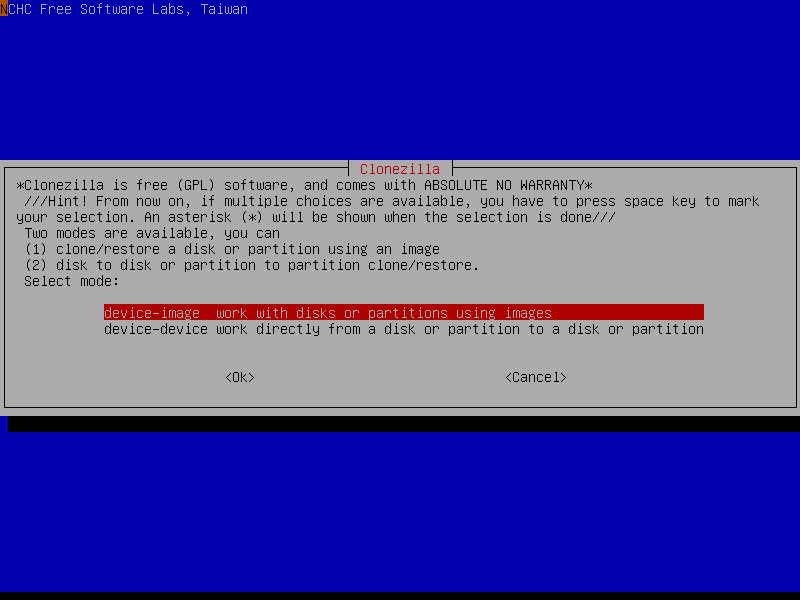 NCHC Free Software Labs, Taiwan
Clonezilla
*Clonezilla is free (GPL) software, and comes with ABSOLUTE NO WARRANTY*
///Hint! From now on, if multiple choices are available, you have to press space key to mark
your selection. An asterisk (*) will be shown when the selection is done///
Two modes are available, you can
(1) clone/restore a disk or partition using an image
(2) disk to disk or partition to partition clone/restore.
Select mode:
device-image work with disks or partitions using images
device-device work directly from a disk or partition to a disk or partition
<Ok> <Cancel>